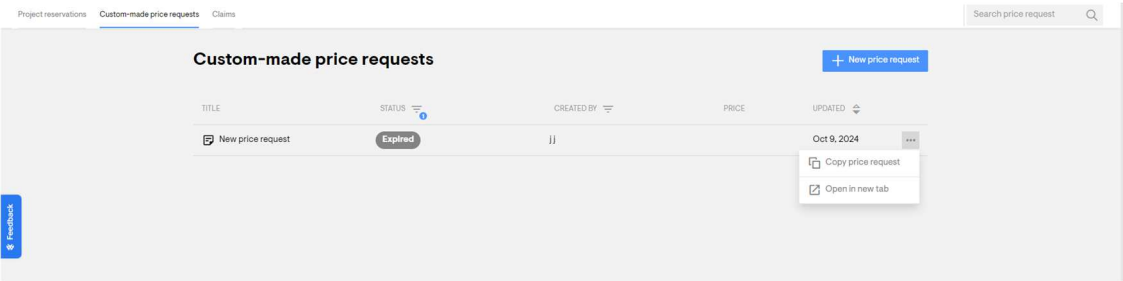 Project reservations Custom-made price requests Claims Search price request
Custom-made price requests
New price request
TITLE STATUS 1 CREATED BY PRICE UPDATED
New price request Expired j j Oct 9, 2024 ...
Copy price request
Open in new tab
Feedback